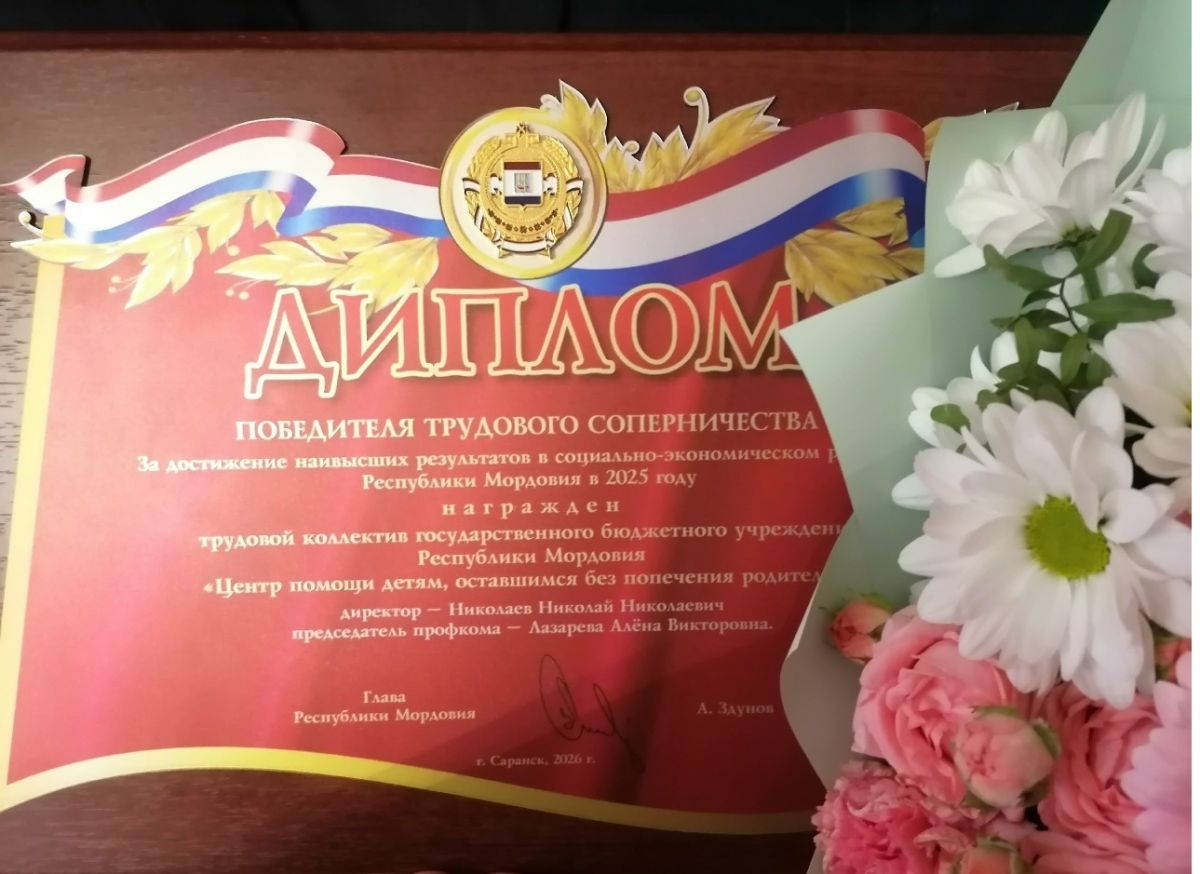 ДИПЛОМ
ПОБЕДИТЕЛЯ ТРУДОВОГО СОПЕРНИЧЕСТВА
За достижение наивысших результатов в социально-экономическом
Республики Мордовия в 2025 году
награжден
трудовой коллектив государственного бюджетного
Республики Мордовия
«Центр помощи детям, оставшимся без попечения
директор – Николаев Николай Николаевич
председатель профкома – Лазарева Алёна Викторовна.
Глава
Республики Мордовия
А. Здунов
г. Саранск, 2026 г.